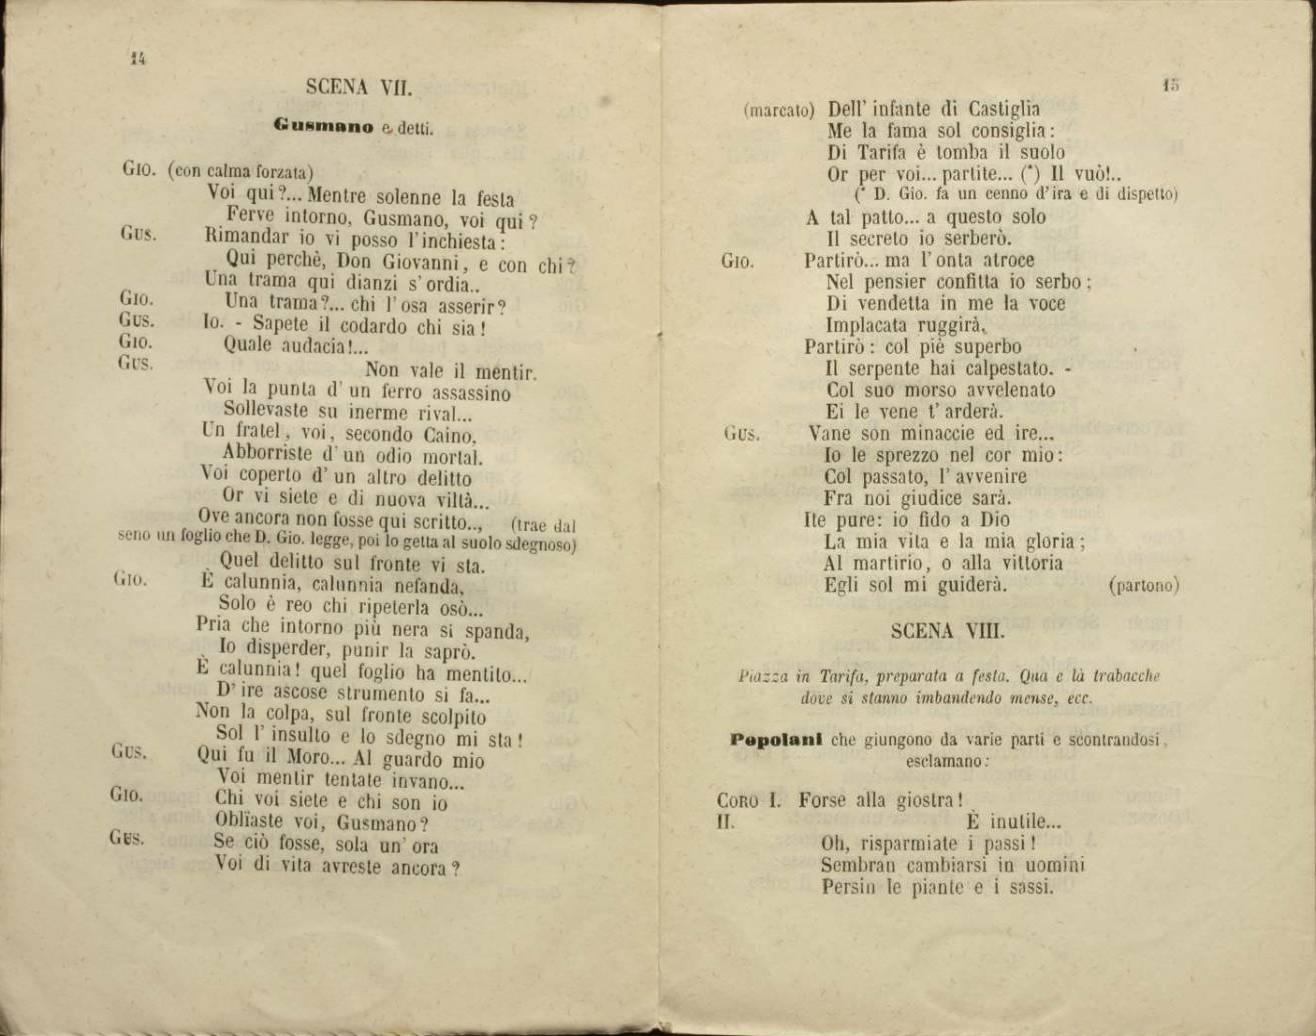 14
SCENA VII.
Gusmano e detti.
GIO. (con calma forzata)
Voi qui?... Mentre solenne la festa
Ferve intorno, Gusmano, voi qui?
GUS. Rimandar io vi posso l'inchiesta:
Qui perchè, Don Giovanni, e con chi?
Una trama qui dianzi s'ordia..
GIO. Una trama?... chi l'osa asserir?
GUS. Io. - Sapete il codardo chi sia!
GIO. Quale audacia!...
GUS. Non vale il mentir.
Voi la punta d'un ferro assassino
Sollevaste su inerme rival...
Un fratel, voi, secondo Caino,
Abborriste d'un odio mortal.
Voi coperto d'un altro delitto
Or vi siete e di nuova viltà...
Ove ancora non fosse qui scritto.., (trae dal
seno un foglio che D. Gio. legge, poi lo getta al suolo sdegnoso)
Quel delitto sul fronte vi sta.
GIO. È calunnia, calunnia nefanda,
Solo è reo chi ripeterla osò...
Pria che intorno più nera si spanda,
Io disperder, punir la saprò.
È calunnia! quel foglio ha mentito...
D'ire ascose strumento si fa...
Non la colpa, sul fronte scolpito
Sol l'insulto e lo sdegno mi sta!
GUS. Qui fu il Moro... Al guardo mio
Voi mentir tentate invano...
GIO. Chi voi siete e chi son io
Oblïaste voi, Gusmano?
GUS. Se ciò fosse, sola un'ora
Voi di vita avreste ancora?
15
(marcato) Dell'infante di Castiglia
Me la fama sol consiglia:
Di Tarifa è tomba il suolo
Or per voi... partite... (*) Il vuò!..
(* D. Gio. fa un cenno d'ira e di dispetto)
A tal patto... a questo solo
Il secreto io serberò.
GIO. Partirò... ma l'onta atroce
Nel pensier confitta io serbo;
Di vendetta in me la voce
Implacata ruggirà.
Partirò: col piè superbo
Il serpente hai calpestato. -
Col suo morso avvelenato
Ei le vene t'arderà.
GUS. Vane son minaccie ed ire...
Io le sprezzo nel cor mio:
Col passato, l'avvenire
Fra noi giudice sarà.
Ite pure: io fido a Dio
La mia vita e la mia gloria;
Al martirio, o alla vittoria
Egli sol mi guiderà. (partono)
SCENA VIII.
Piazza in Tarifa, preparata a festa. Qua e là trabacche
dove si stanno imbandendo mense, ecc.
Popolani che giungono da varie parti e scontrandosi,
esclamano:
CORO I. Forse alla giostra!
II. È inutile...
Oh, risparmiate i passi!
Sembran cambiarsi in uomini
Persin le piante e i sassi.